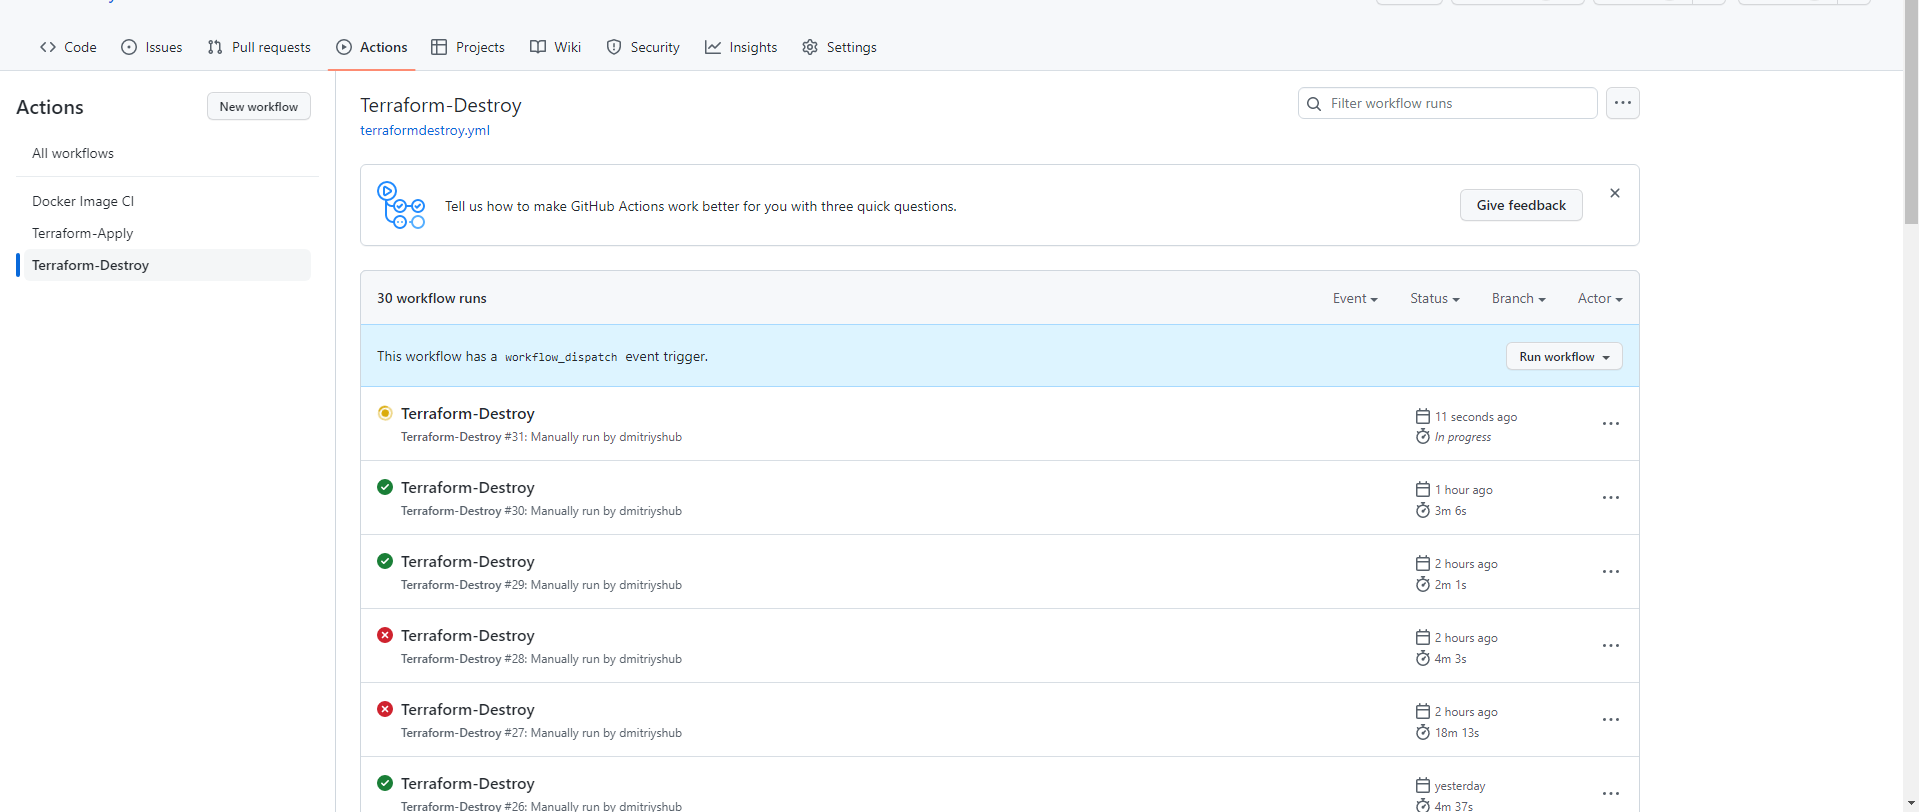 Code Issues Pull requests Actions Projects Wiki Security Insights Settings
Actions
New workflow
All workflows
Docker Image CI
Terraform-Apply
Terraform-Destroy
Terraform-Destroy
terraformdestroy.yml
Filter workflow runs
Tell us how to make GitHub Actions work better for you with three quick questions.
Give feedback
30 workflow runs
Event Status Branch Actor
This workflow has a workflow_dispatch event trigger.
Run workflow
Terraform-Destroy
Terraform-Destroy #31: Manually run by dmitriyshub
11 seconds ago
In progress
Terraform-Destroy
Terraform-Destroy #30: Manually run by dmitriyshub
1 hour ago
3m 6s
Terraform-Destroy
Terraform-Destroy #29: Manually run by dmitriyshub
2 hours ago
2m 1s
Terraform-Destroy
Terraform-Destroy #28: Manually run by dmitriyshub
2 hours ago
4m 3s
Terraform-Destroy
Terraform-Destroy #27: Manually run by dmitriyshub
2 hours ago
18m 13s
Terraform-Destroy
Terraform-Destroy #26: Manually run by dmitriyshub
yesterday
4m 37s